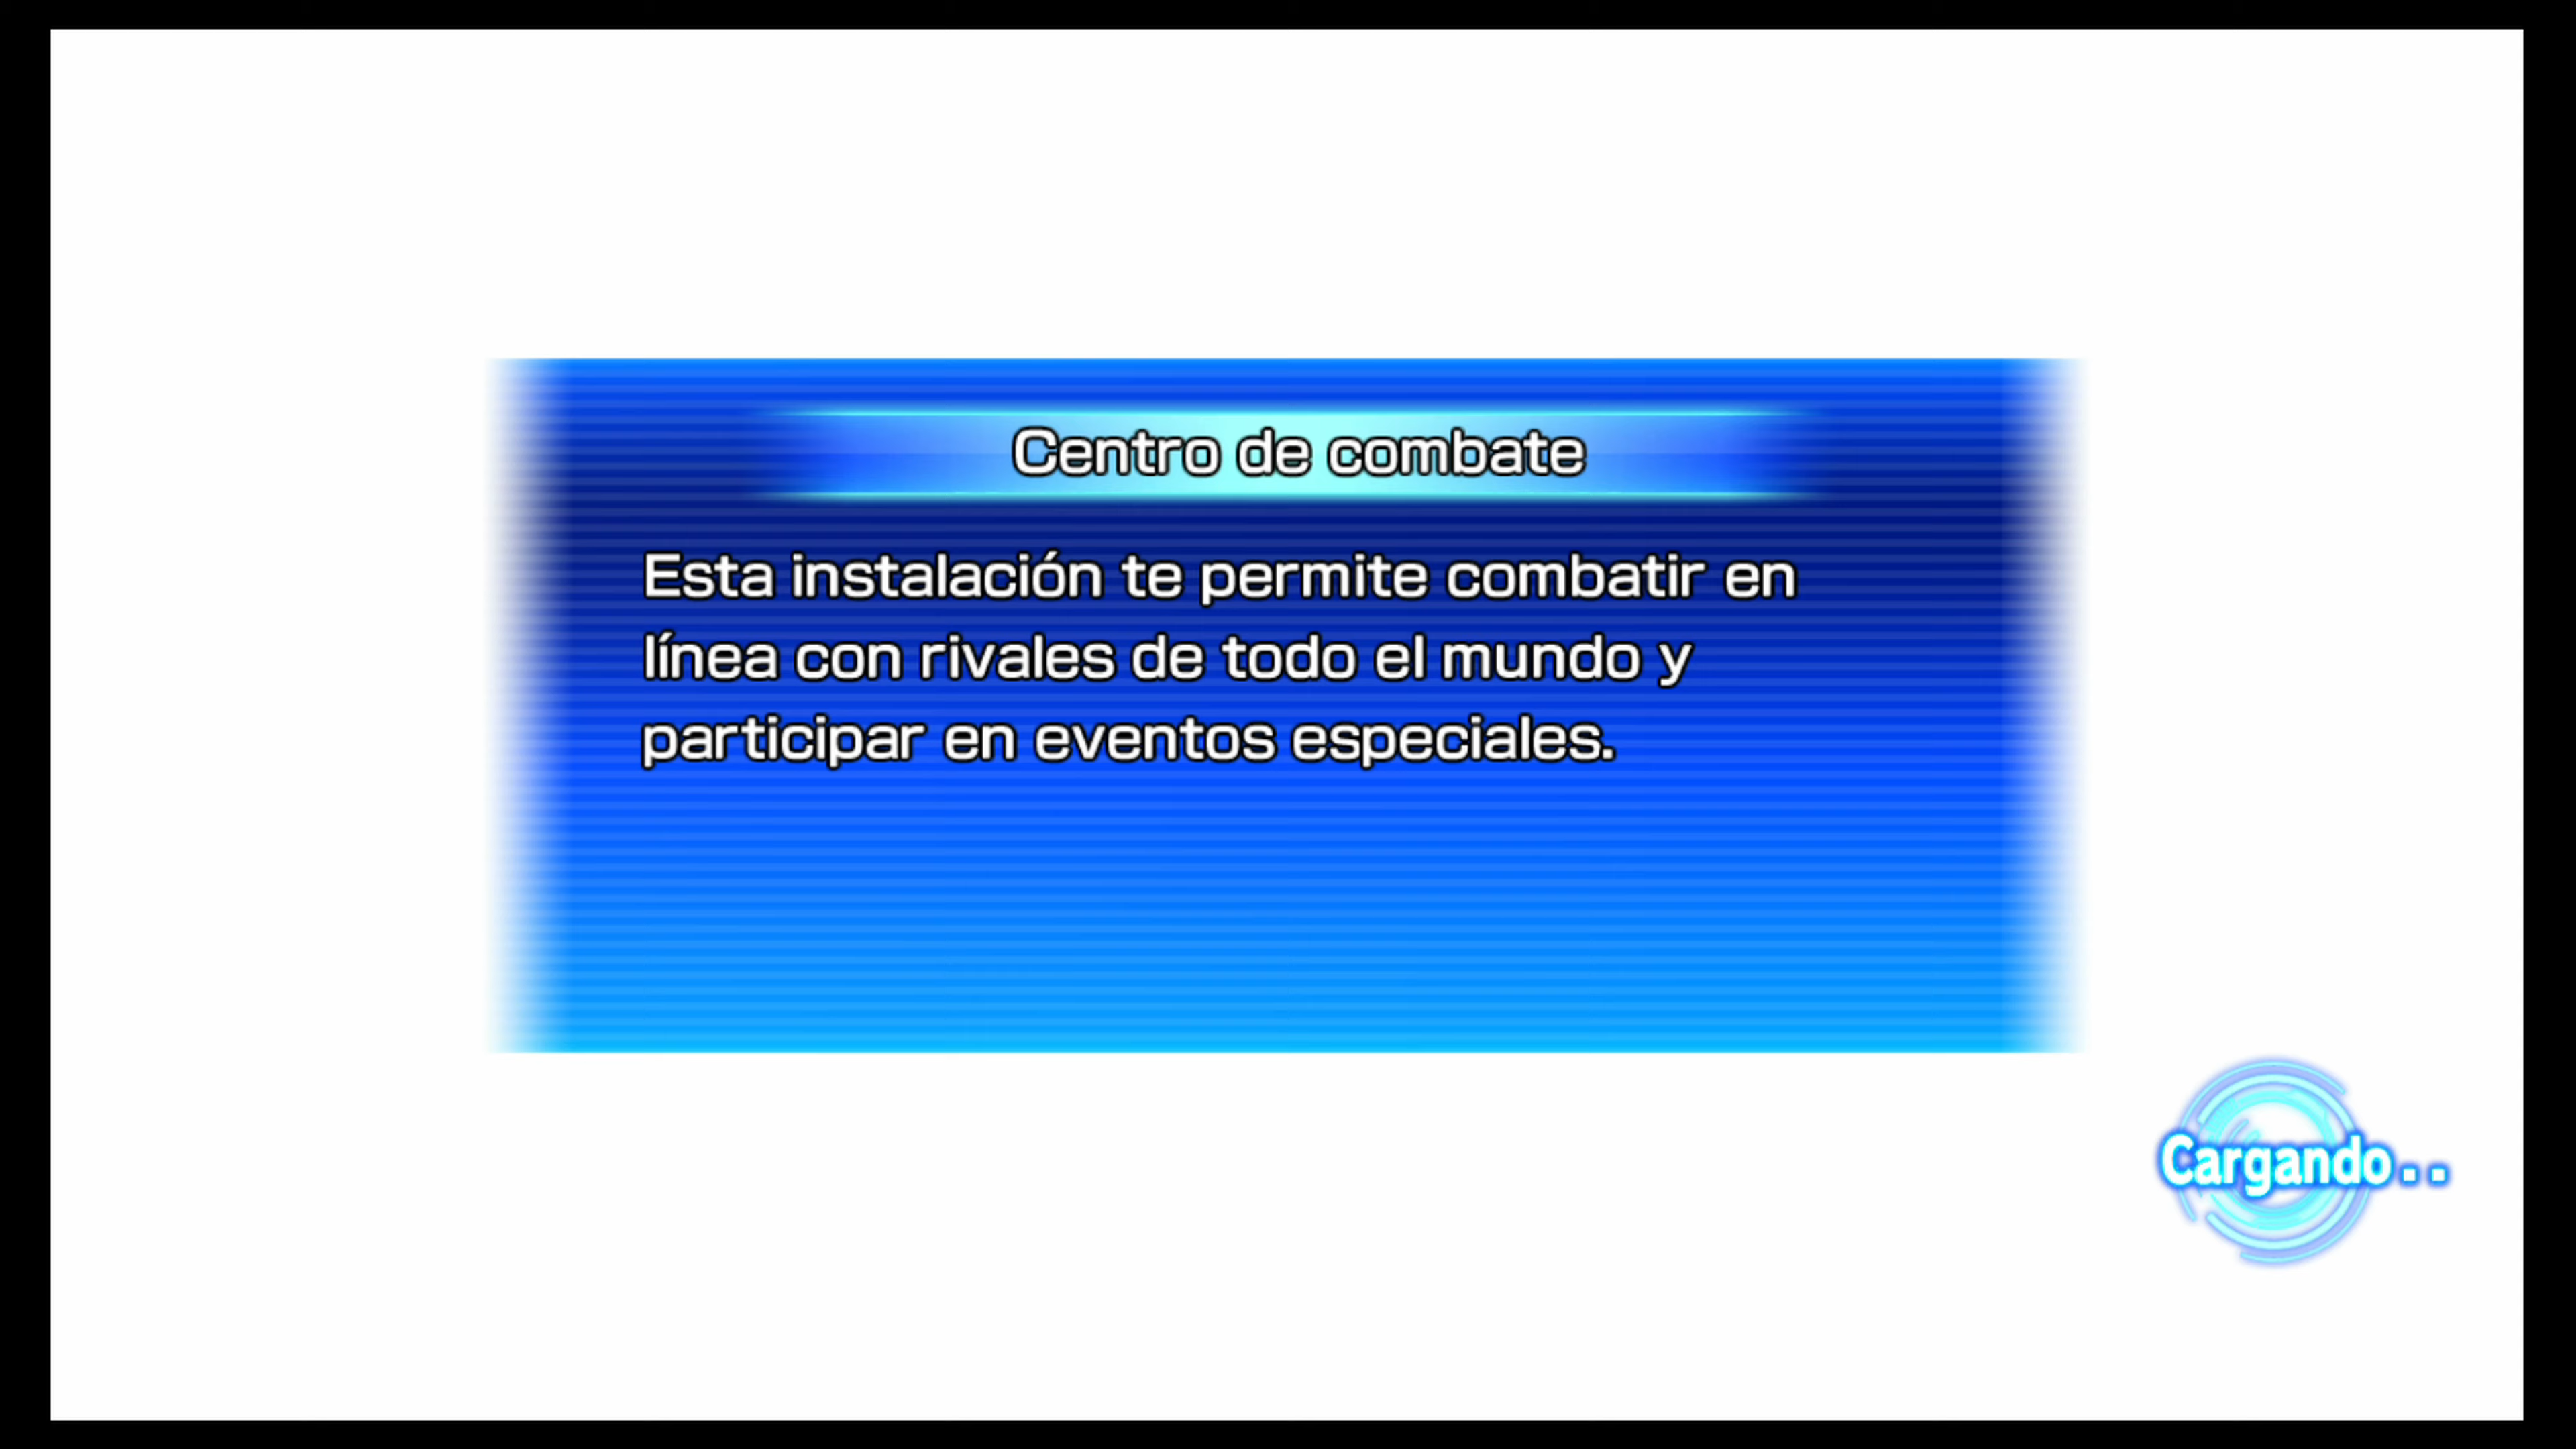 Centro de combate
Esta instalación te permite combatir en
línea con rivales de todo el mundo y
participar en eventos especiales.
Cargando..